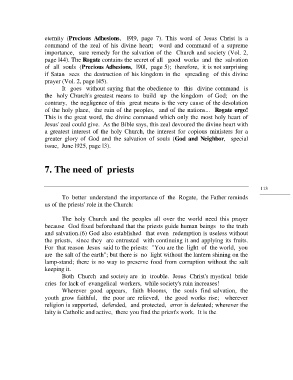 eternity (Precious Adhesions, 1919, page 7). This word of Jesus Christ is a
command of the zeal of his divine heart; word and command of a supreme
importance, sure remedy for the salvation of the Church and society (Vol. 2,
page 144). The Rogate contains the secret of all good works and the salvation
of all souls (Precious Adhesions, 1901, page 5); therefore, it is not surprising
if Satan sees the destruction of his kingdom in the spreading of this divine
prayer (Vol. 2, page 145).
It goes without saying that the obedience to this divine command is
the holy Church's greatest means to build up the kingdom of God; on the
contrary, the negligence of this great means is the very cause of the desolation
of the holy place, the ruin of the peoples, and of the nations... Rogate ergo!
This is the great word, the divine command which only the most holy heart of
Jesus' zeal could give. As the Bible says, this zeal devoured the divine heart with
a greatest interest of the holy Church, the interest for copious ministers for a
greater glory of God and the salvation of souls (God and Neighbor, special
issue, June 1925, page 13).
7. The need of priests
115
To better understand the importance of the Rogate, the Father reminds
us of the priests' role in the Church:
The holy Church and the peoples all over the world need this prayer
because God fixed beforehand that the priests guide human beings to the truth
and salvation.(6) God also established that even redemption is useless without
the priests, since they are entrusted with continuing it and applying its fruits.
For that reason Jesus said to the priests: "You are the light of the world, you
are the salt of the earth"; but there is no light without the lantern shining on the
lamp-stand; there is no way to preserve food from corruption without the salt
keeping it.
Both Church and society are in trouble. Jesus Christ's mystical bride
cries for lack of evangelical workers, while society's ruin increases!
Wherever good appears, faith blooms, the souls find salvation, the
youth grow faithful, the poor are relieved, the good works rise; wherever
religion is supported, defended, and protected, error is defeated; wherever the
laity is Catholic and active, there you find the priest's work. It is the